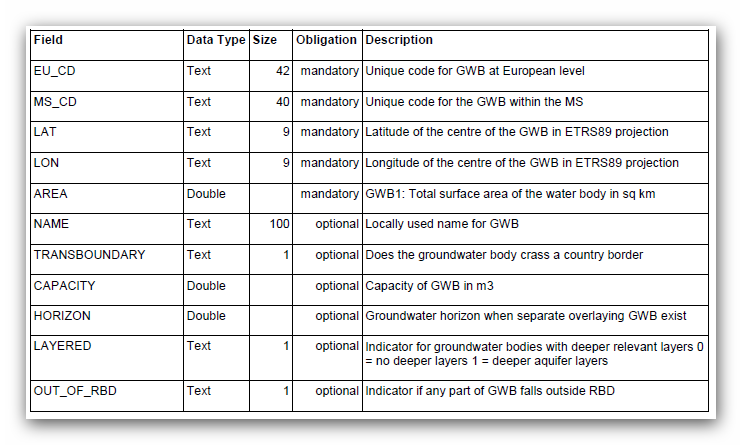 Field Data Type Size Obligation Description
EU_CD Text 42 mandatory Unique code for GWB at European level
MS_CD Text 40 mandatory Unique code for the GWB within the MS
LAT Text 9 mandatory Latitude of the centre of the GWB in ETRS89 projection
LON Text 9 mandatory Longitude of the centre of the GWB in ETRS89 projection
AREA Double mandatory GWB1: Total surface area of the water body in sq km
NAME Text 100 optional Locally used name for GWB
TRANSBOUNDARY Text 1 optional Does the groundwater body crass a country border
CAPACITY Double optional Capacity of GWB in m3
HORIZON Double optional Groundwater horizon when separate overlaying GWB exist
LAYERED Text 1 optional Indicator for groundwater bodies with deeper relevant layers 0
= no deeper layers 1 = deeper aquifer layers
OUT_OF_RBD Text 1 optional Indicator if any part of GWB falls outside RBD